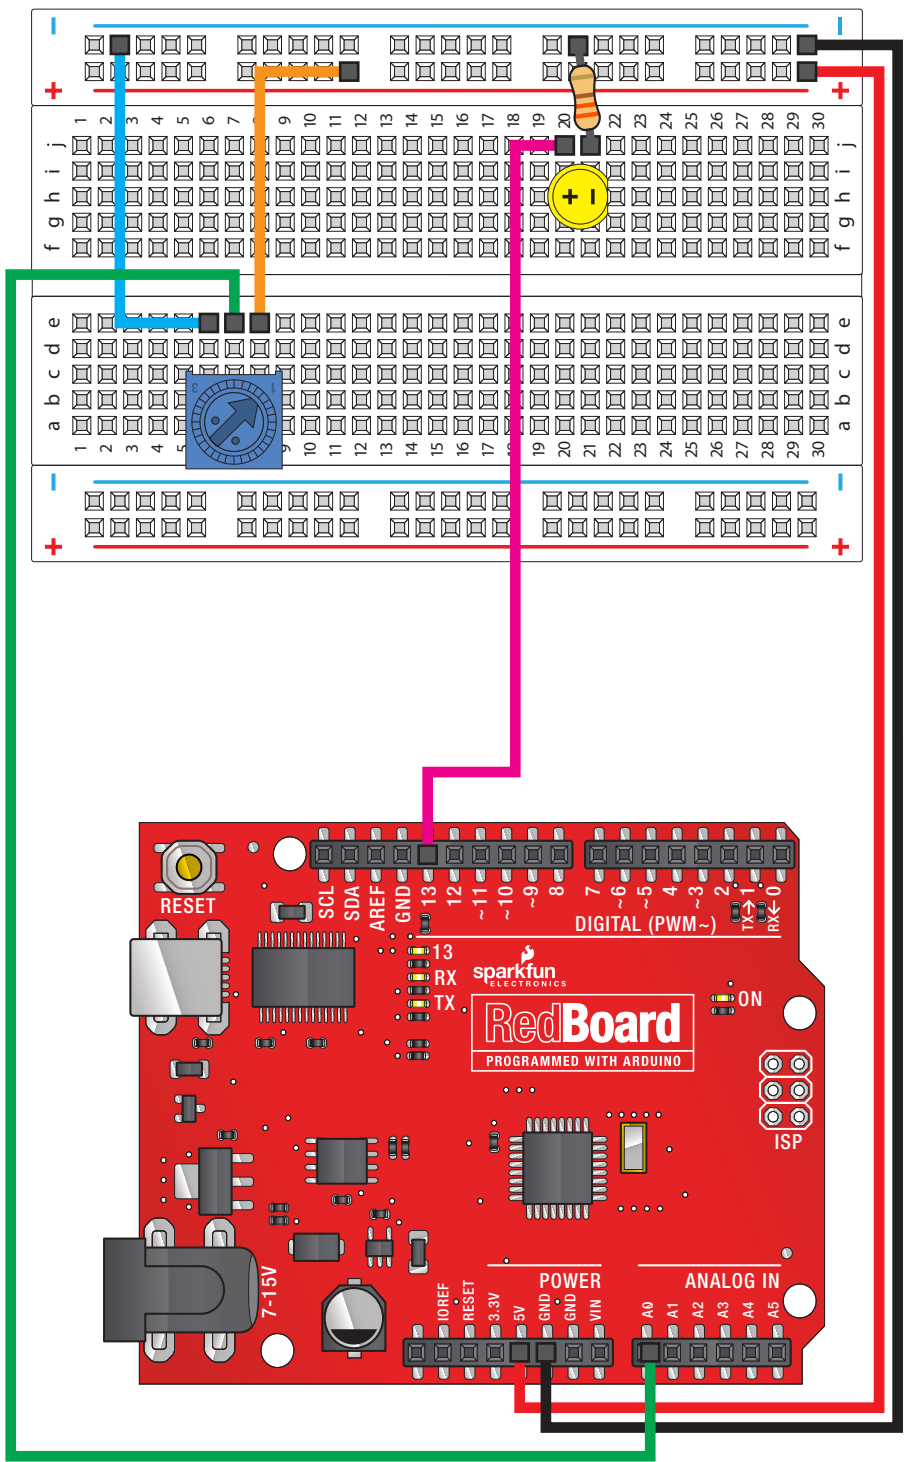 − −
+ +
1 2 3 4 5 6 7 8 9 10 11 12 13 14 15 16 17 18 19 20 21 22 23 24 25 26 27 28 29 30
j j
i i
h + − h
g g
f f
e e
d d
c c
3 1
b b
a a
1 2 3 4 5 9 10 11 12 13 14 15 16 17 18 19 20 21 22 23 24 25 26 27 28 29 30
− −
+ +
RESET
SCL SDA AREF GND 13 12 ~11 ~10 ~9 8 7 ~6 ~5 4 ~3 2 TX→1 RX←0
DIGITAL (PWM~)
13
RX
TX
sparkfun
ELECTRONICS
ON
RedBoard
PROGRAMMED WITH ARDUINO
ISP
7-15V
POWER
ANALOG IN
IOREF RESET 3.3V 5V GND GND VIN A0 A1 A2 A3 A4 A5